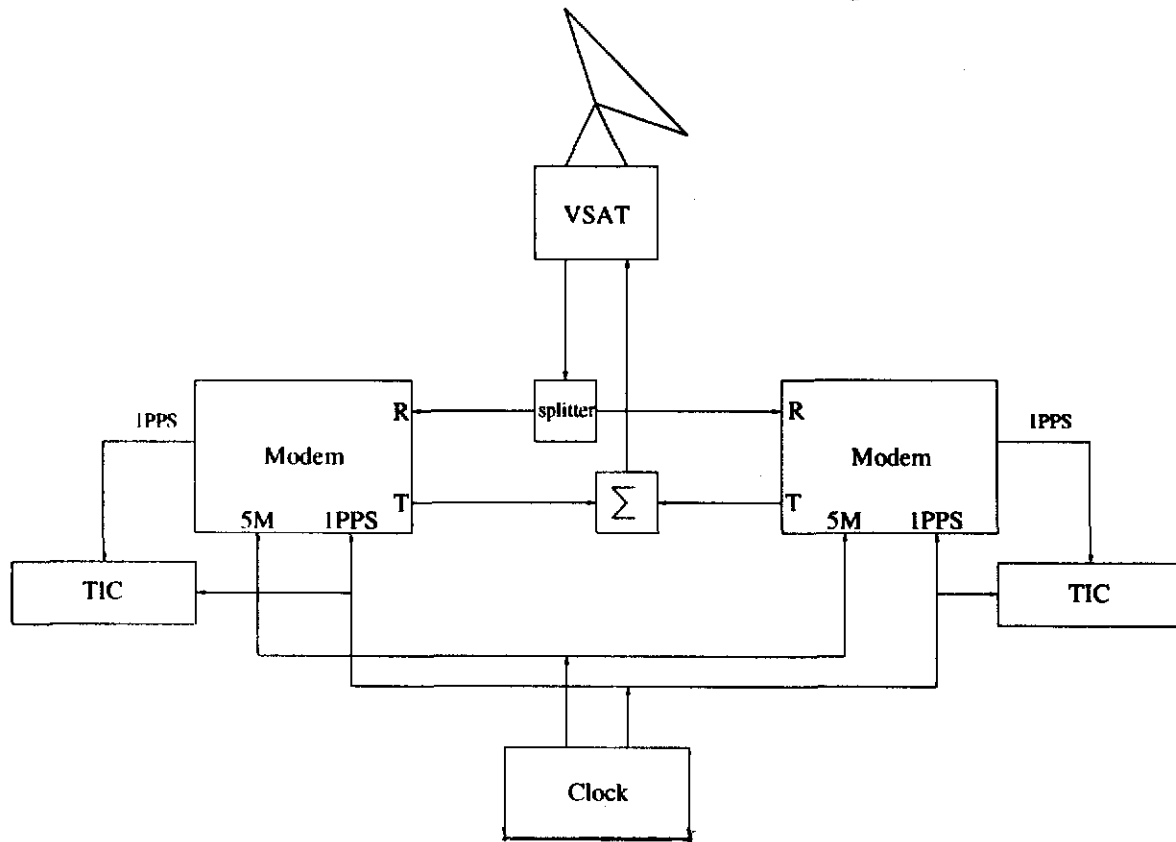 VSAT
splitter
R
R
1PPS
1PPS
Modem
Modem
T
Σ
T
5M 1PPS
5M 1PPS
TIC
TIC
Clock